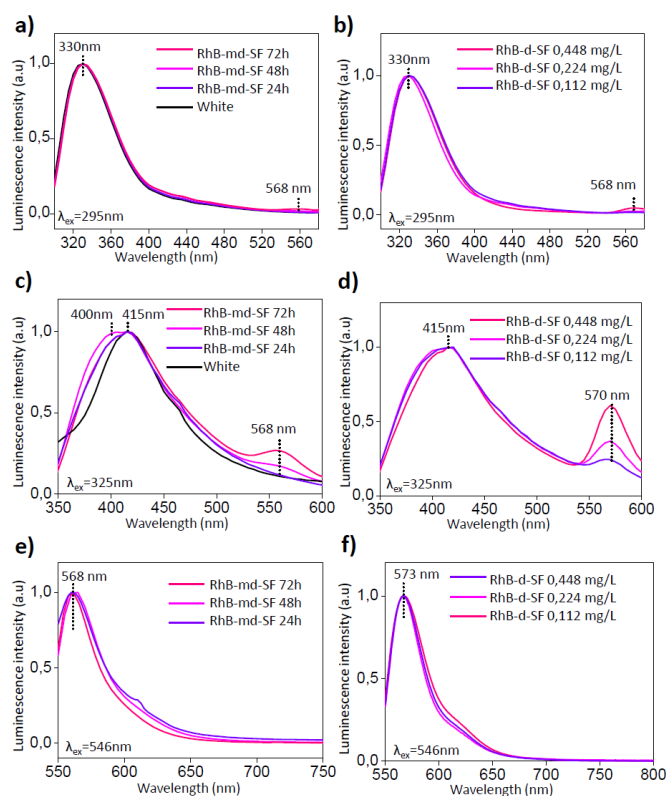 a)
330nm
RhB-md-SF 72h
RhB-md-SF 48h
RhB-md-SF 24h
White
568 nm
λex=295nm
1,0
0,5
0,0
320 360 400 440 480 520 560
Wavelength (nm)
Luminescence intensity (a.u)
b)
330nm
RhB-d-SF 0,448 mg/L
RhB-d-SF 0,224 mg/L
RhB-d-SF 0,112 mg/L
568 nm
λex=295nm
1,0
0,5
0,0
320 360 400 440 480 520 560
Wavelength (nm)
Luminescence intensity (a.u)
c)
400nm 415nm
RhB-md-SF 72h
RhB-md-SF 48h
RhB-md-SF 24h
White
568 nm
λex=325nm
1,0
0,5
0,0
350 400 450 500 550 600
Wavelength (nm)
Luminescence intensity (a.u)
d)
415nm
RhB-d-SF 0,448 mg/L
RhB-d-SF 0,224 mg/L
RhB-d-SF 0,112 mg/L
570 nm
λex=325nm
1,0
0,5
0,0
350 400 450 500 550 600
Wavelength (nm)
Luminescence intensity (a.u)
e)
568 nm
RhB-md-SF 72h
RhB-md-SF 48h
RhB-md-SF 24h
λex=546nm
1,0
0,5
0,0
550 600 650 700 750
Wavelength (nm)
Luminescence intensity (a.u)
f)
573 nm
RhB-d-SF 0,448 mg/L
RhB-d-SF 0,224 mg/L
RhB-d-SF 0,112 mg/L
λex=546nm
1,0
0,5
0,0
550 600 650 700 750 800
Wavelength (nm)
Luminescence intensity (a.u)